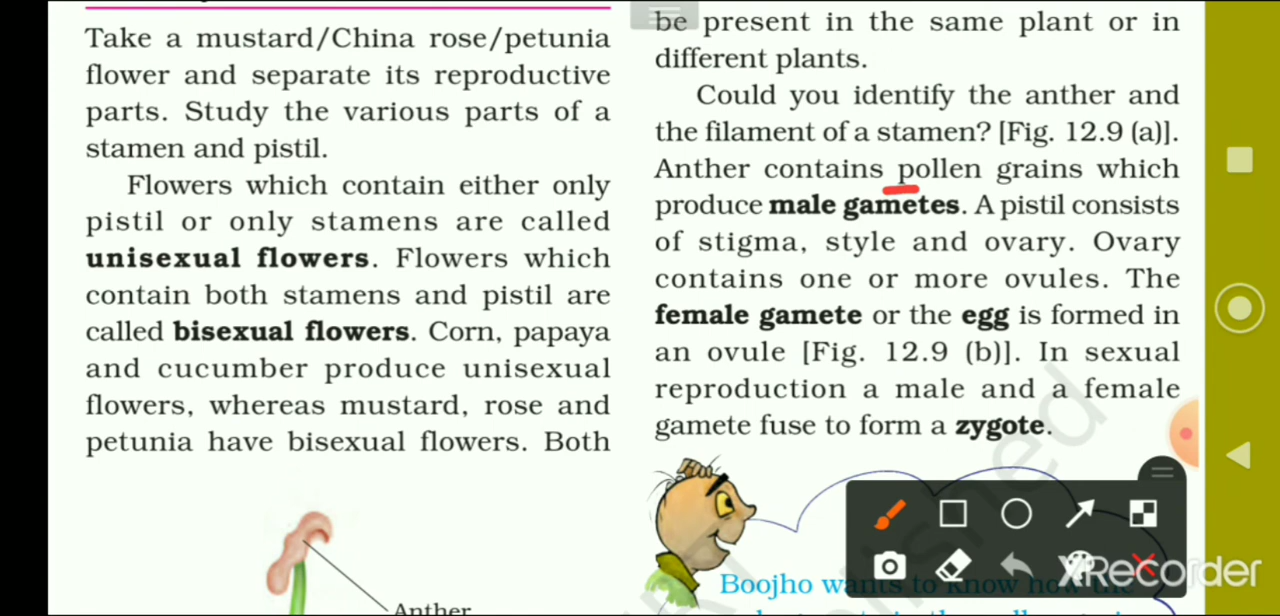 Take a mustard/China rose/petunia
flower and separate its reproductive
parts. Study the various parts of a
stamen and pistil.
Flowers which contain either only
pistil or only stamens are called
unisexual flowers. Flowers which
contain both stamens and pistil are
called bisexual flowers. Corn, papaya
and cucumber produce unisexual
flowers, whereas mustard, rose and
petunia have bisexual flowers. Both
Anther
be present in the same plant or in
different plants.
Could you identify the anther and
the filament of a stamen? [Fig. 12.9 (a)].
Anther contains pollen grains which
produce male gametes. A pistil consists
of stigma, style and ovary. Ovary
contains one or more ovules. The
female gamete or the egg is formed in
an ovule [Fig. 12.9 (b)]. In sexual
reproduction a male and a female
gamete fuse to form a zygote.
Boojho wants to know how the
XRecorder